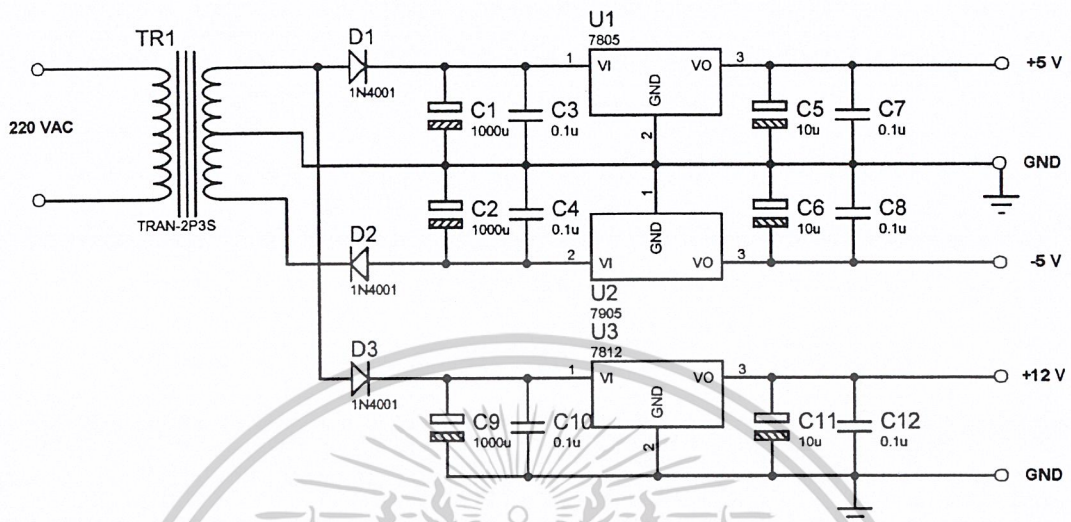 TR1
220 VAC
TRAN-2P3S
D1
1N4001
C1
1000u
C3
0.1u
U1
7805
1
VI
VO
3
GND
2
C5
10u
C7
0.1u
+5 V
GND
C2
1000u
C4
0.1u
1
GND
2
VI
VO
3
U2
7905
C6
10u
C8
0.1u
-5 V
D2
1N4001
D3
1N4001
U3
7812
1
VI
VO
3
GND
2
C9
1000u
C10
0.1u
C11
10u
C12
0.1u
+12 V
GND